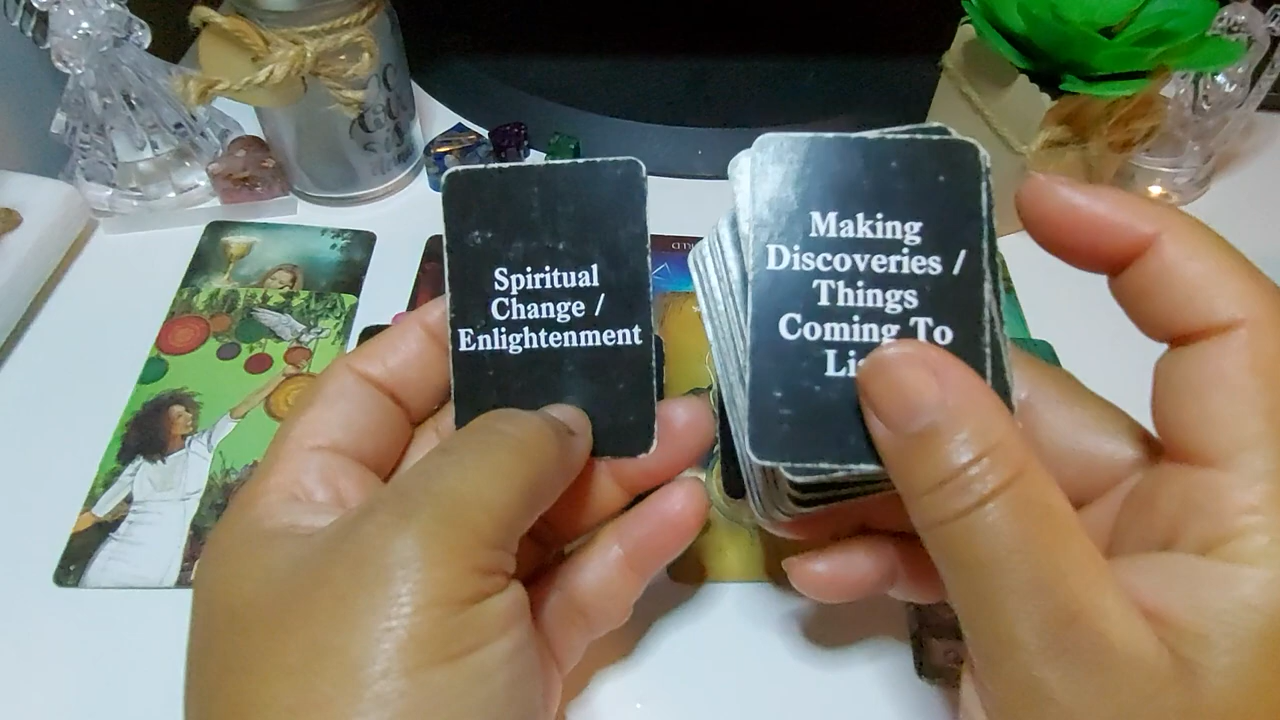 Spiritual
Change /
Enlightenment
Making
Discoveries /
Things
Coming To